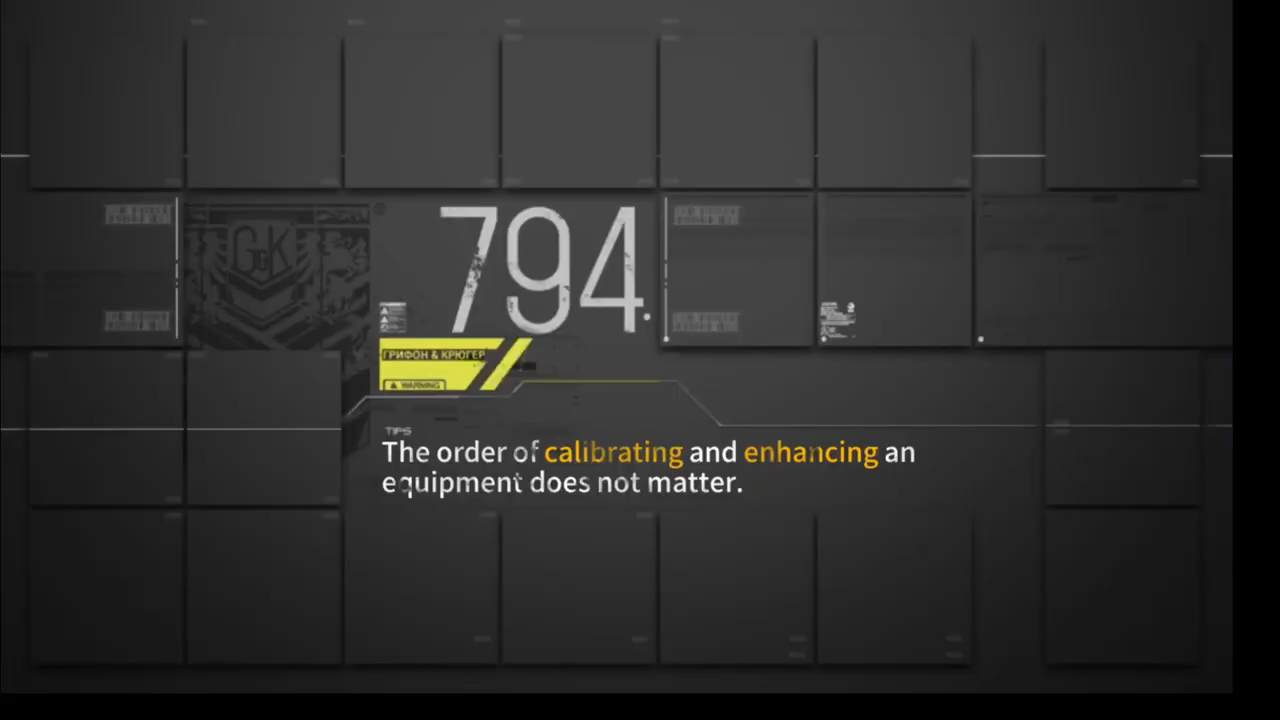 G&K
794.
ГРИФОН & КРЮГЕР
WARNING
TIPS
The order of calibrating and enhancing an
equipment does not matter.